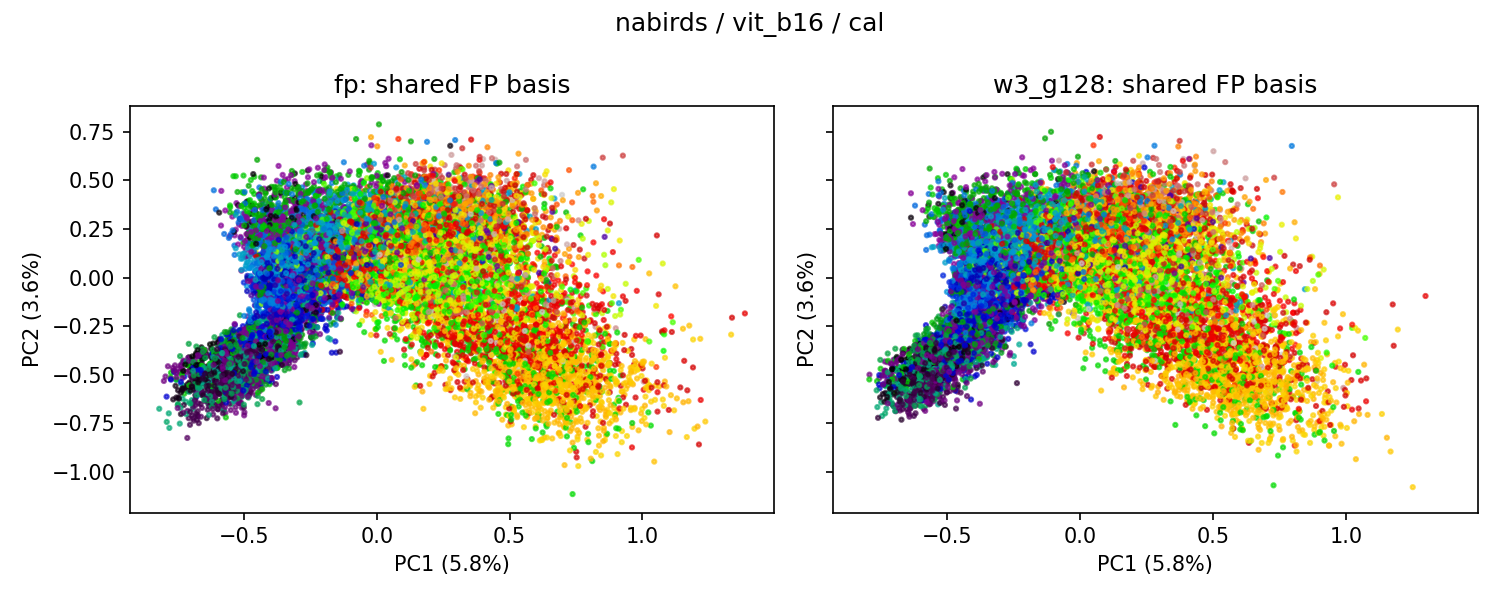 nabirds / vit_b16 / cal
fp: shared FP basis
w3_g128: shared FP basis
0.75
0.50
0.25
0.00
−0.25
−0.50
−0.75
−1.00
PC2 (3.6%)
PC2 (3.6%)
−0.5
0.0
0.5
1.0
−0.5
0.0
0.5
1.0
PC1 (5.8%)
PC1 (5.8%)